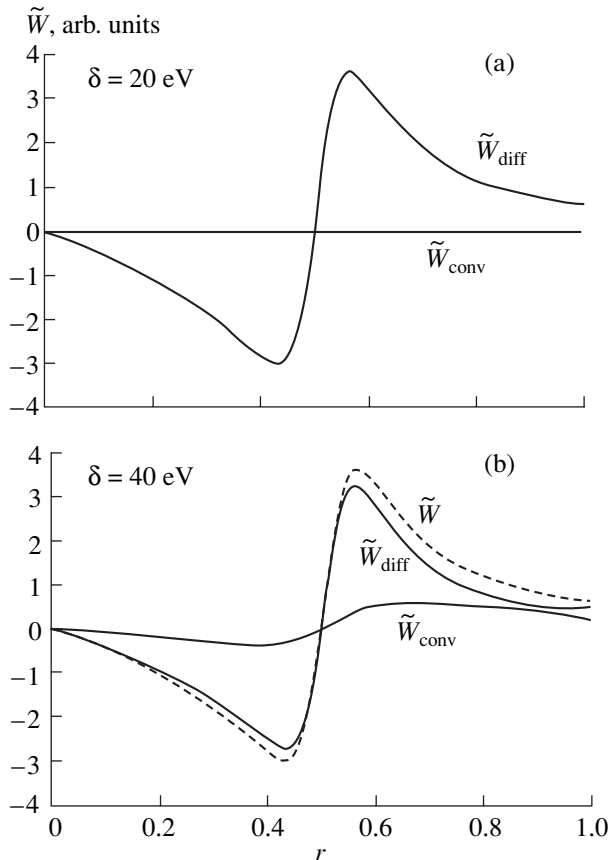 W̃, arb. units
4
δ = 20 eV
(a)
3
2
W̃diff
1
0
W̃conv
−1
−2
−3
−4
4
δ = 40 eV
(b)
3
W̃
2
W̃diff
1
0
W̃conv
−1
−2
−3
−4
0 0.2 0.4 0.6 0.8 1.0
r